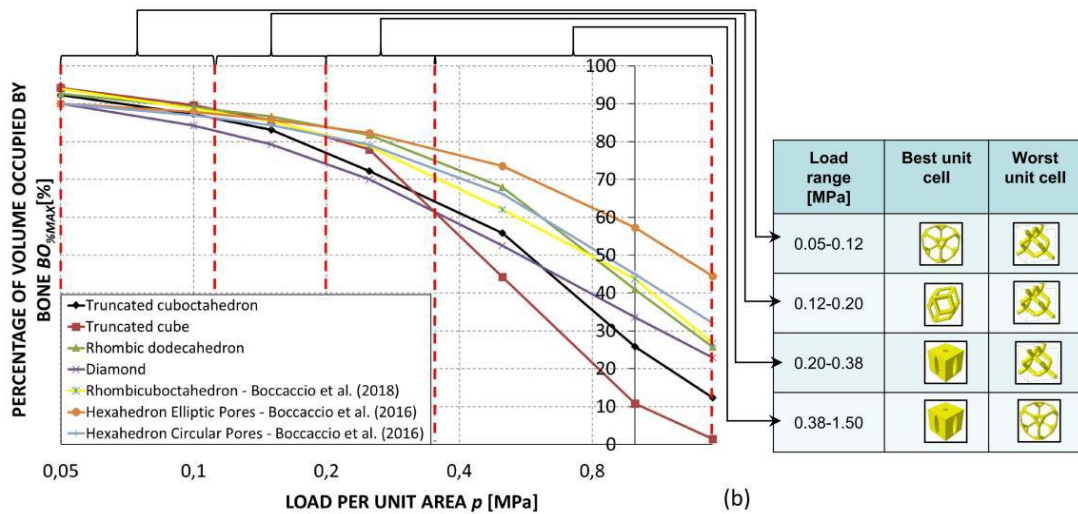 PERCENTAGE OF VOLUME OCCUPIED BY
BONE BO%MAX[%]
100
90
80
70
60
50
40
30
20
10
0
Truncated cuboctahedron
Truncated cube
Rhombic dodecahedron
Diamond
Rhombicuboctahedron - Boccaccio et al. (2018)
Hexahedron Elliptic Pores - Boccaccio et al. (2016)
Hexahedron Circular Pores - Boccaccio et al. (2016)
0,05 0,1 0,2 0,4 0,8
LOAD PER UNIT AREA p [MPa]
(b)
Load range [MPa] Best unit cell Worst unit cell
0.05-0.12
0.12-0.20
0.20-0.38
0.38-1.50